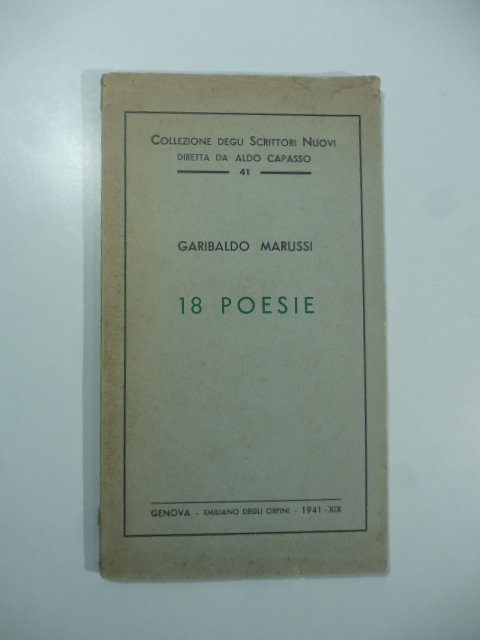 Collezione degli Scrittori Nuovi
diretta da Aldo Capasso
41
GARIBALDO MARUSSI
18 POESIE
GENOVA - EMILIANO DEGLI ORFINI - 1941 - XIX